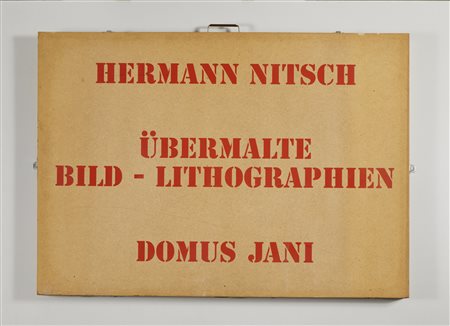 HERMANN NITSCH
ÜBERMALTE
BILD - LITHOGRAPHIEN
DOMUS JANI